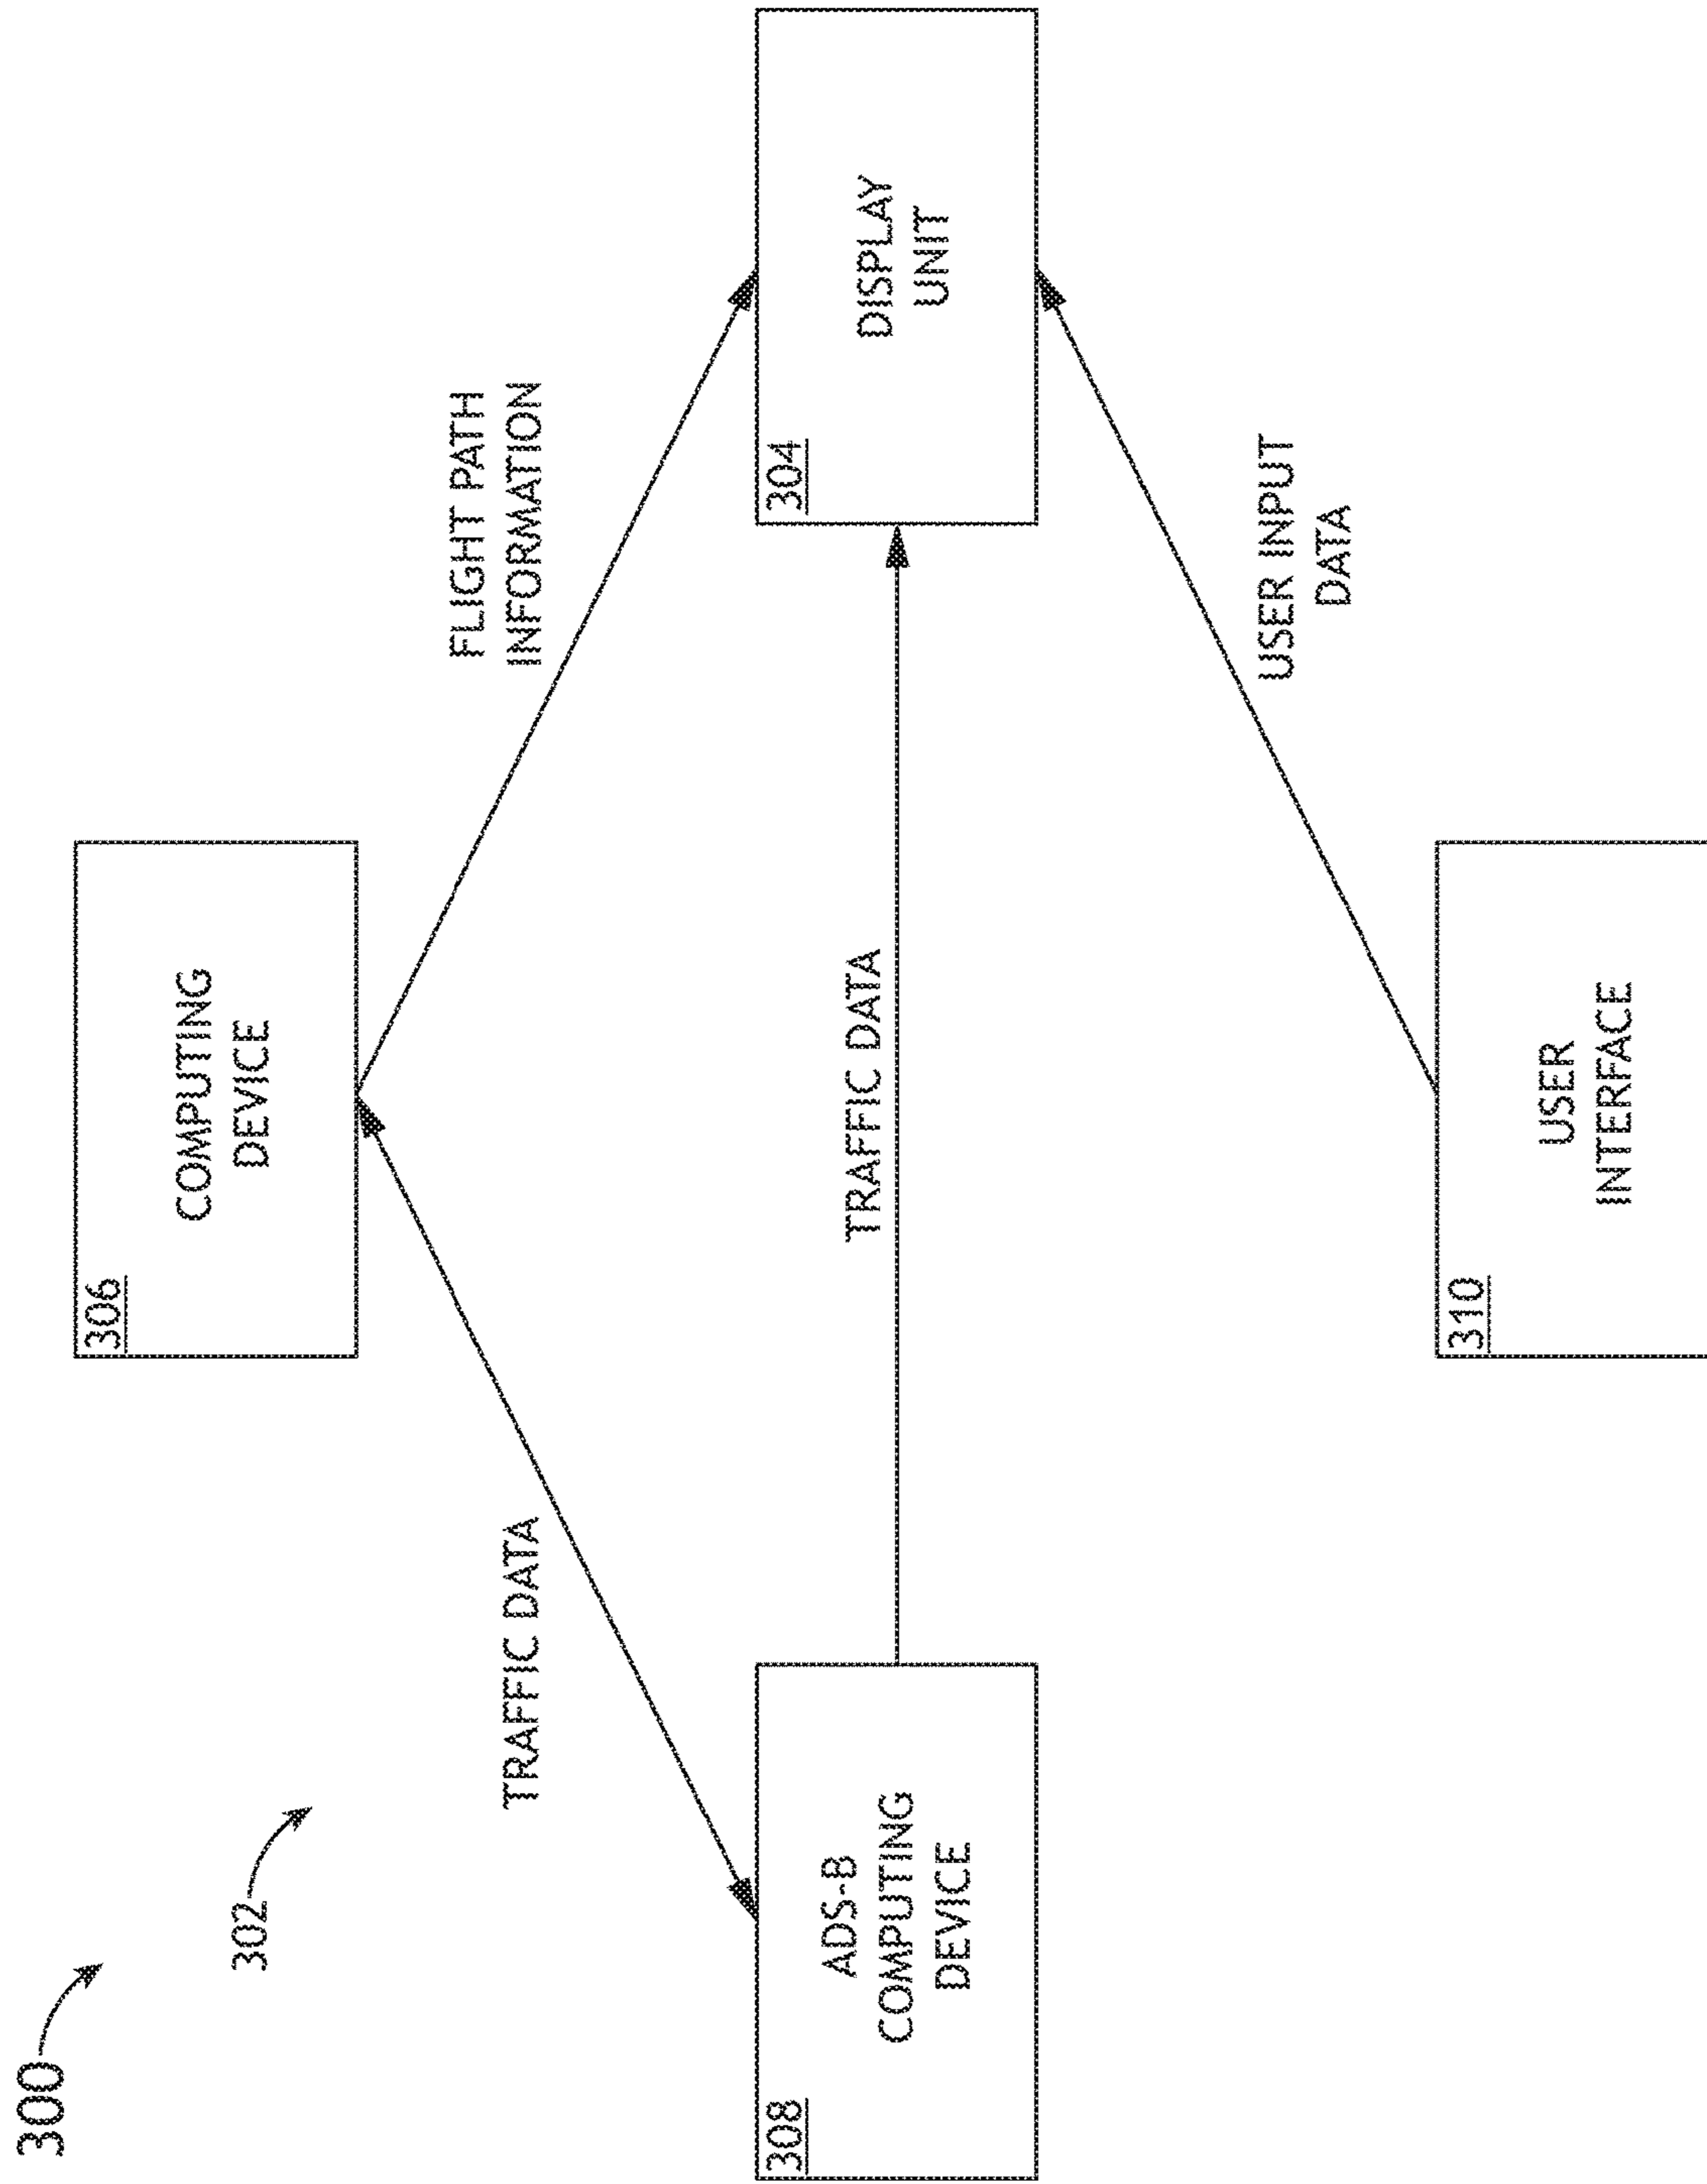 300
302
306
COMPUTING
DEVICE
TRAFFIC DATA
FLIGHT PATH
INFORMATION
308
ADS-B
COMPUTING
DEVICE
TRAFFIC DATA
304
DISPLAY
UNIT
USER INPUT
DATA
310
USER
INTERFACE